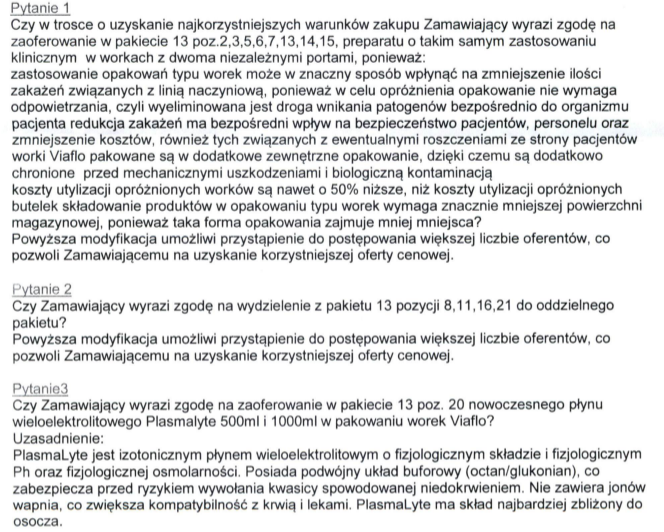 Pytanie 1
Czy w trosce o uzyskanie najkorzystniejszych warunków zakupu Zamawiający wyrazi zgodę na
zaoferowanie w pakiecie 13 poz.2,3,5,6,7,13,14,15, preparatu o takim samym zastosowaniu
klinicznym w workach z dwoma niezależnymi portami, ponieważ:
zastosowanie opakowań typu worek może w znaczny sposób wpłynąć na zmniejszenie ilości
zakażeń związanych z linią naczyniową, ponieważ w celu opróżnienia opakowanie nie wymaga
odpowietrzania, czyli wyeliminowana jest droga wnikania patogenów bezpośrednio do organizmu
pacjenta redukcja zakażeń ma bezpośredni wpływ na bezpieczeństwo pacjentów, personelu oraz
zmniejszenie kosztów, również tych związanych z ewentualnymi roszczeniami ze strony pacjentów
worki Viaflo pakowane są w dodatkowe zewnętrzne opakowanie, dzięki czemu są dodatkowo
chronione przed mechanicznymi uszkodzeniami i biologiczną kontaminacją
koszty utylizacji opróżnionych worków są nawet o 50% niższe, niż koszty utylizacji opróżnionych
butelek składowanie produktów w opakowaniu typu worek wymaga znacznie mniejszej powierzchni
magazynowej, ponieważ taka forma opakowania zajmuje mniej mniejsca?
Powyższa modyfikacja umożliwi przystąpienie do postępowania większej liczbie oferentów, co
pozwoli Zamawiającemu na uzyskanie korzystniejszej oferty cenowej.
Pytanie 2
Czy Zamawiający wyrazi zgodę na wydzielenie z pakietu 13 pozycji 8,11,16,21 do oddzielnego
pakietu?
Powyższa modyfikacja umożliwi przystąpienie do postępowania większej liczbie oferentów, co
pozwoli Zamawiającemu na uzyskanie korzystniejszej oferty cenowej.
Pytanie3
Czy Zamawiający wyrazi zgodę na zaoferowanie w pakiecie 13 poz. 20 nowoczesnego płynu
wieloelektrolitowego Plasmalyte 500ml i 1000ml w pakowaniu worek Viaflo?
Uzasadnienie:
PlasmaLyte jest izotonicznym płynem wieloelektrolitowym o fizjologicznym składzie i fizjologicznym
Ph oraz fizjologicznej osmolarności. Posiada podwójny układ buforowy (octan/glukonian), co
zabezpiecza przed ryzykiem wywołania kwasicy spowodowanej niedokrwieniem. Nie zawiera jonów
wapnia, co zwiększa kompatybilność z krwią i lekami. PlasmaLyte ma skład najbardziej zbliżony do
osocza.